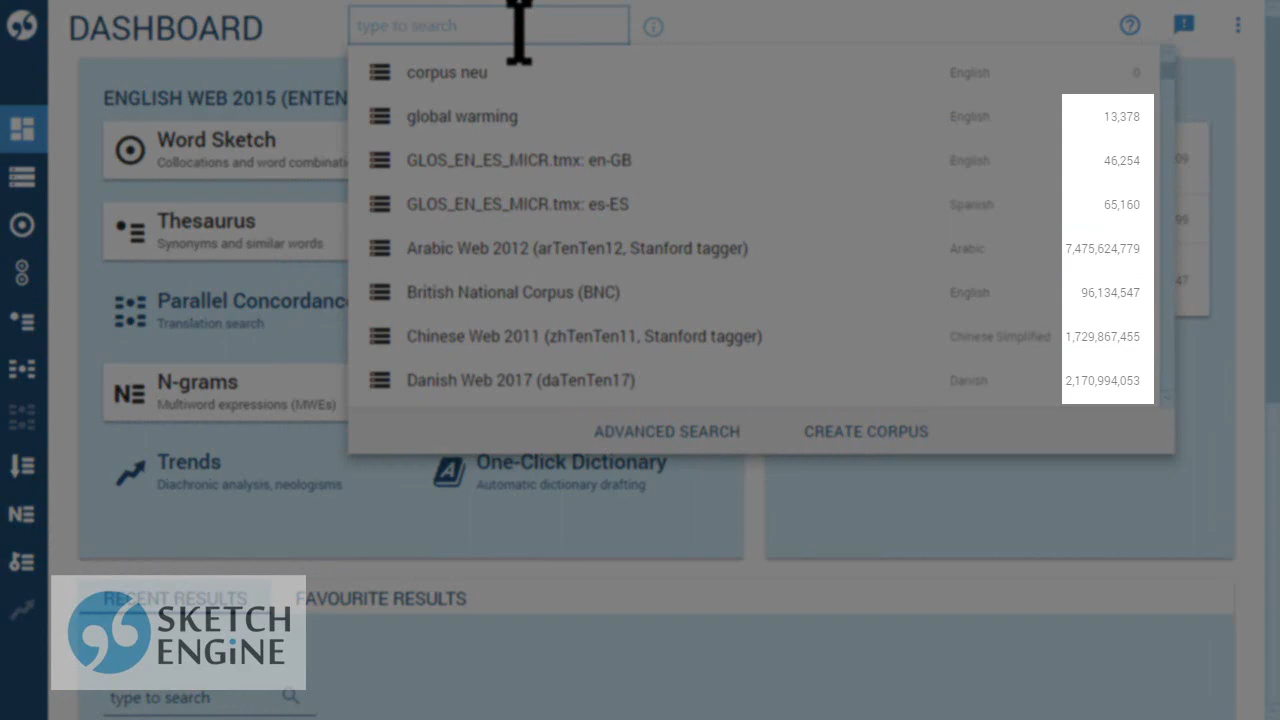 DASHBOARD
type to search
corpus neu English 0
global warming English 13,378
GLOS_EN_ES_MICR.tmx: en-GB English 46,254
GLOS_EN_ES_MICR.tmx: es-ES Spanish 65,160
Arabic Web 2012 (arTenTen12, Stanford tagger) Arabic 7,475,624,779
British National Corpus (BNC) English 96,134,547
Chinese Web 2011 (zhTenTen11, Stanford tagger) Chinese Simplified 1,729,867,455
Danish Web 2017 (daTenTen17) Danish 2,170,994,053
ADVANCED SEARCH CREATE CORPUS
ENGLISH WEB 2015 (ENTEN
Word Sketch
Collocations and word combinati
Thesaurus
Synonyms and similar words
Parallel Concordance
Translation search
N-grams
Multiword expressions (MWEs)
Trends
Diachronic analysis, neologisms
One-Click Dictionary
Automatic dictionary drafting
09
99
47
RECENT RESULTS FAVOURITE RESULTS
SKETCH
ENGiNE
type to search